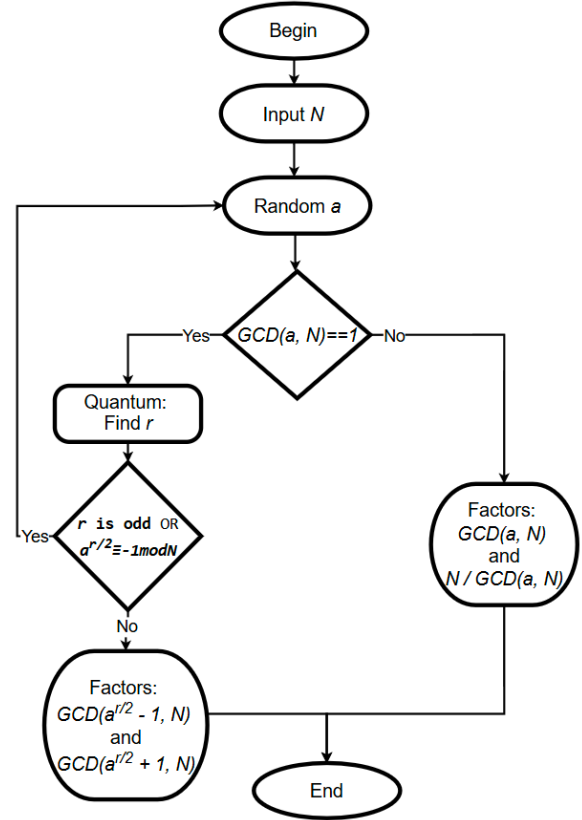 Begin
Input N
Random a
GCD(a, N)==1
Yes
No
Quantum:
Find r
r is odd OR
a^{r/2}≡-1modN
Yes
No
Factors:
GCD(a, N)
and
N / GCD(a, N)
Factors:
GCD(a^{r/2} - 1, N)
and
GCD(a^{r/2} + 1, N)
End